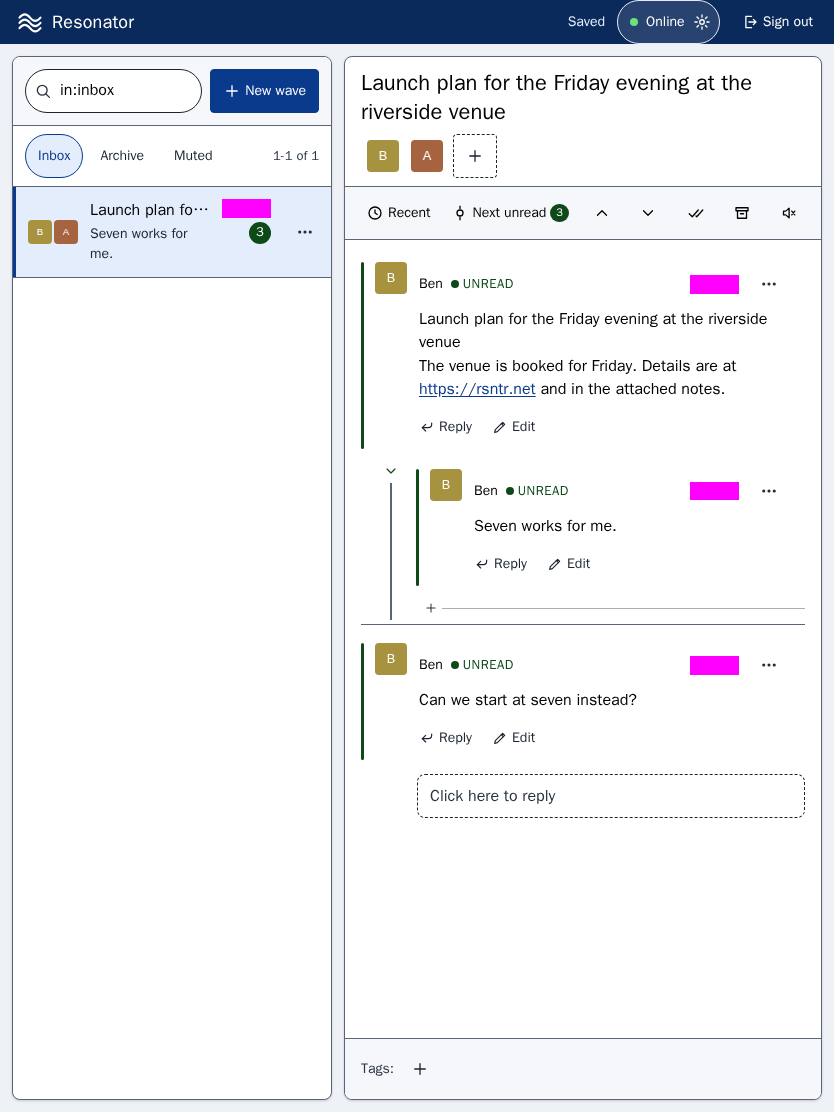 Resonator
Saved
Online
Sign out
in:inbox
New wave
Inbox
Archive
Muted
1-1 of 1
B
A
Launch plan fo···
Seven works for
me.
3
Launch plan for the Friday evening at the
riverside venue
B
A
Recent
Next unread 3
B
Ben
UNREAD
Launch plan for the Friday evening at the riverside
venue
The venue is booked for Friday. Details are at
https://rsntr.net and in the attached notes.
Reply
Edit
B
Ben
UNREAD
Seven works for me.
Reply
Edit
B
Ben
UNREAD
Can we start at seven instead?
Reply
Edit
Click here to reply
Tags: